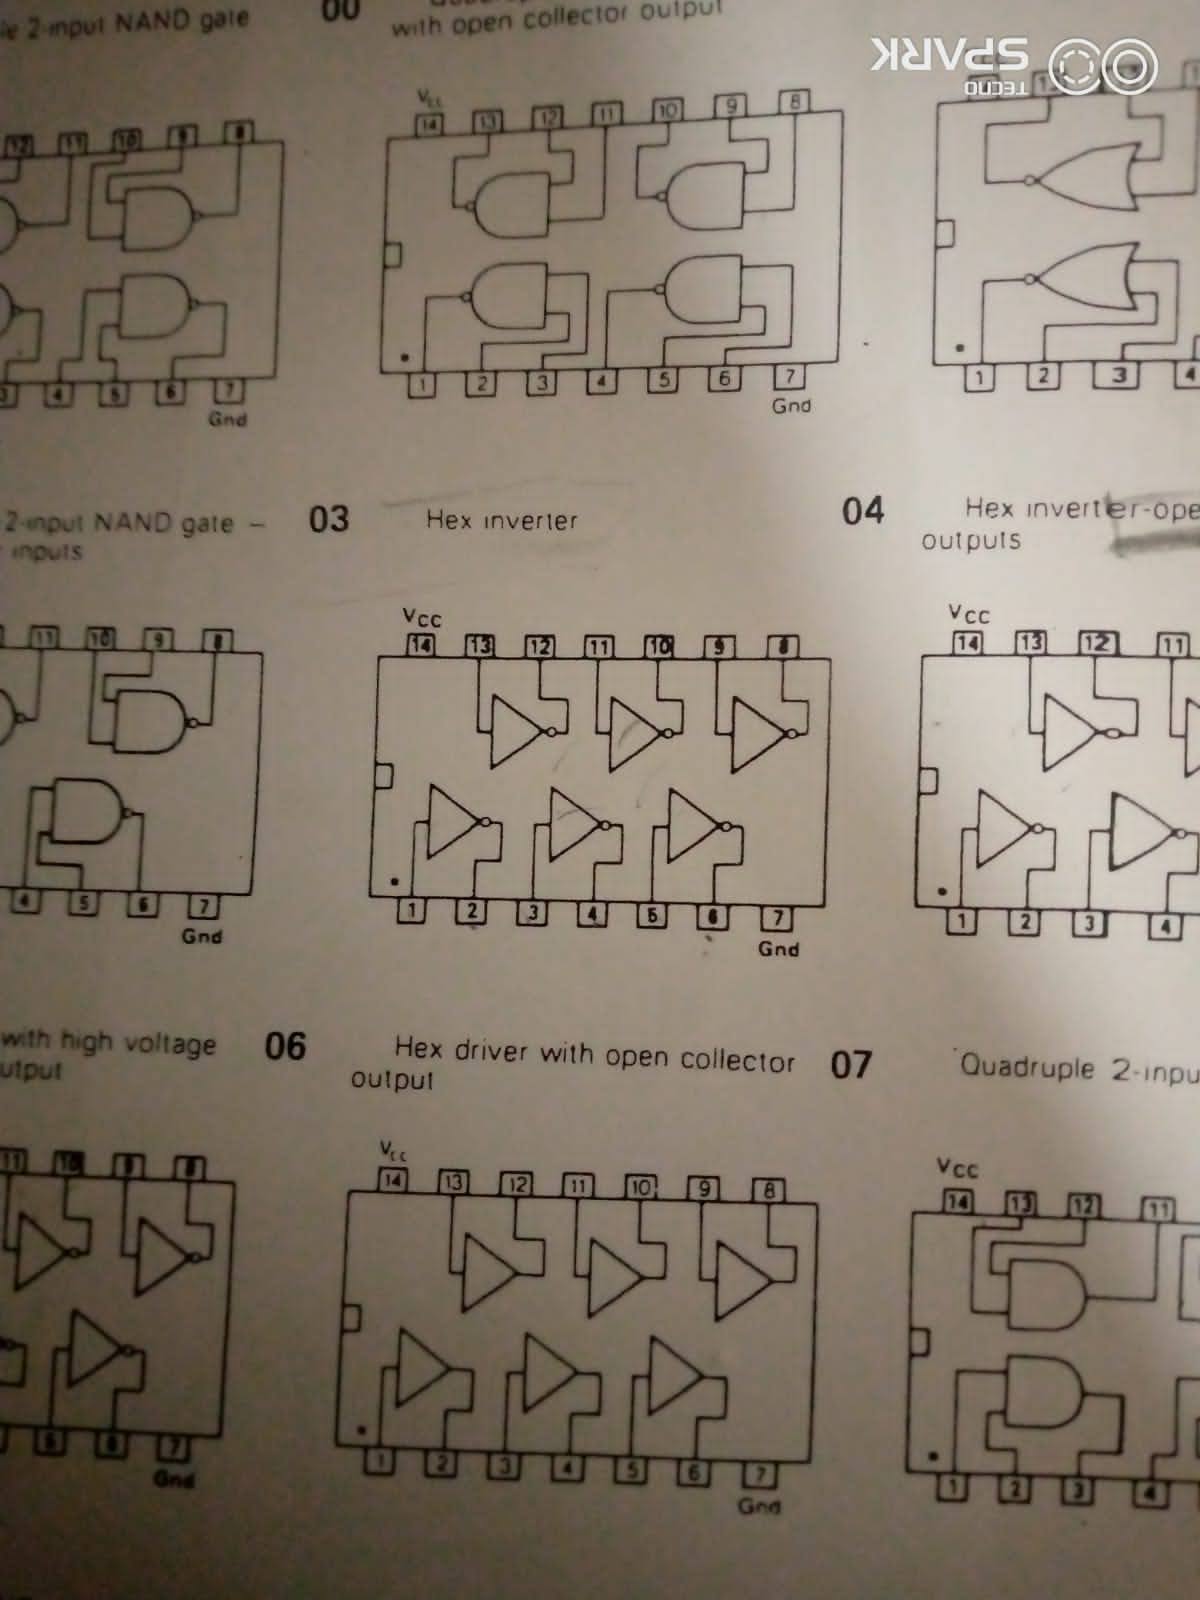 2-input NAND gate
00
with open collector output
TECNO
SPARK
12 11 10 9 8
VCC
14 13 12 11 10 9 8
7
Gnd
4 5 6
1 2 3 4 5 6 7
Gnd
1 2 3 4
2-input NAND gate –
inputs
03
Hex inverter
04
Hex inverter-ope
outputs
11 10 9 8
VCC
14 13 12 11 10 9 8
VCC
14 13 12 11
4 5 6 7
Gnd
1 2 3 4 5 6 7
Gnd
1 2 3 4
with high voltage
utput
06
Hex driver with open collector
output
07
Quadruple 2-inpu
11 10 9 8
VCC
14 13 12 11 10 9 8
VCC
14 13 12 11
5 6 7
Gnd
1 2 3 4 5 6 7
Gnd
1 2 3 4